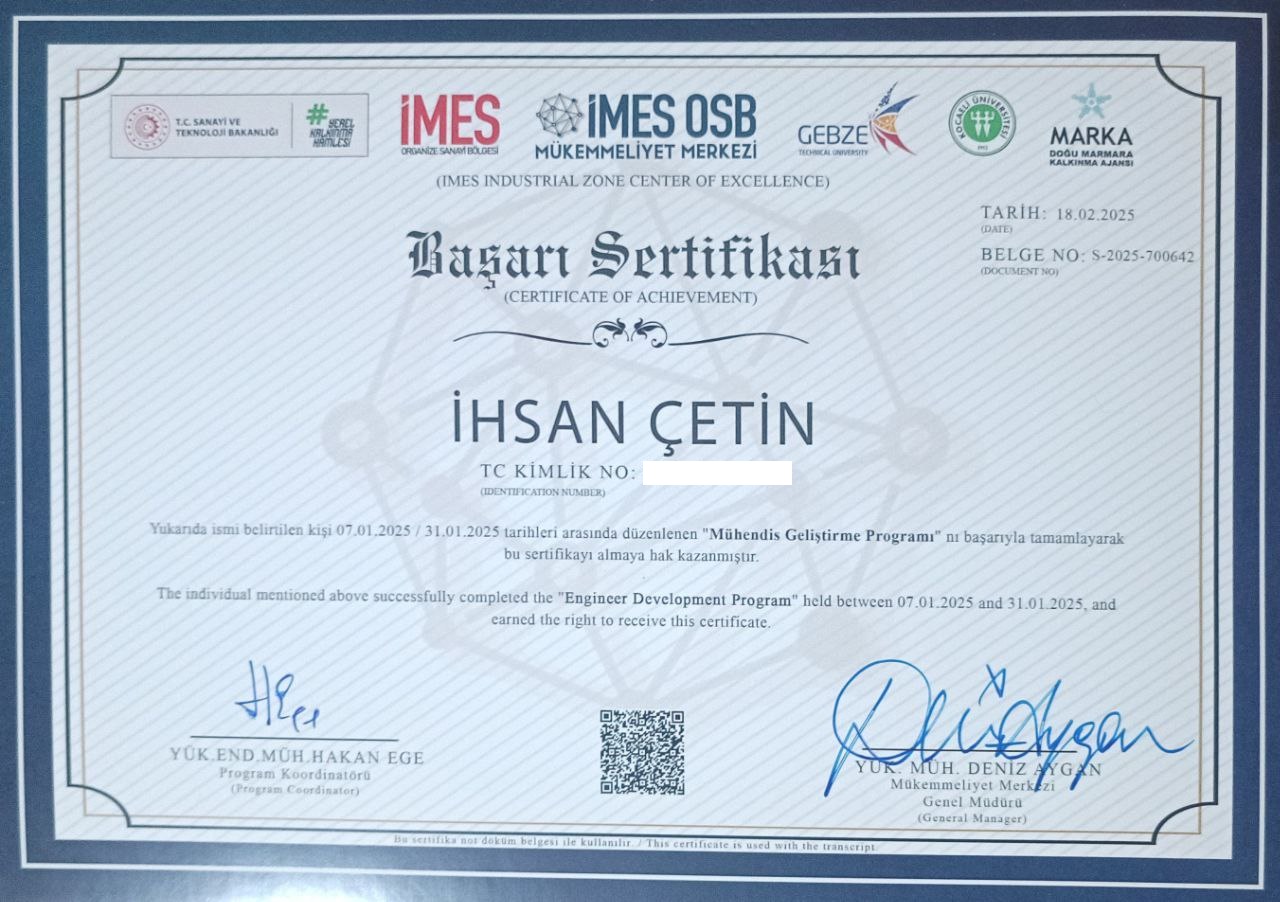 T.C. SANAYİ VE
TEKNOLOJİ BAKANLIĞI
#YEREL
KALKINMA
HAMLESİ
İMES
ORGANİZE SANAYİ BÖLGESİ
İMES OSB
MÜKEMMELİYET MERKEZİ
(IMES INDUSTRIAL ZONE CENTER OF EXCELLENCE)
GEBZE
TECHNICAL UNIVERSITY
KOCAELİ ÜNİVERSİTESİ
1992
MARKA
DOĞU MARMARA
KALKINMA AJANSI
TARİH: 18.02.2025
(DATE)
BELGE NO: S-2025-700642
(DOCUMENT NO)
Başarı Sertifikası
(CERTIFICATE OF ACHIEVEMENT)
İHSAN ÇETİN
TC KİMLİK NO:
(IDENTIFICATION NUMBER)
Yukarıda ismi belirtilen kişi 07.01.2025 / 31.01.2025 tarihleri arasında düzenlenen "Mühendis Geliştirme Programı" nı başarıyla tamamlayarak
bu sertifikayı almaya hak kazanmıştır.
The individual mentioned above successfully completed the "Engineer Development Program" held between 07.01.2025 and 31.01.2025, and
earned the right to receive this certificate.
YÜK.END.MÜH.HAKAN EGE
Program Koordinatörü
(Program Coordinator)
YÜK. MÜH. DENİZ AYGAN
Mükemmeliyet Merkezi
Genel Müdürü
(General Manager)
Bu sertifika not döküm belgesi ile kullanılır. / This certificate is used with the transcript.